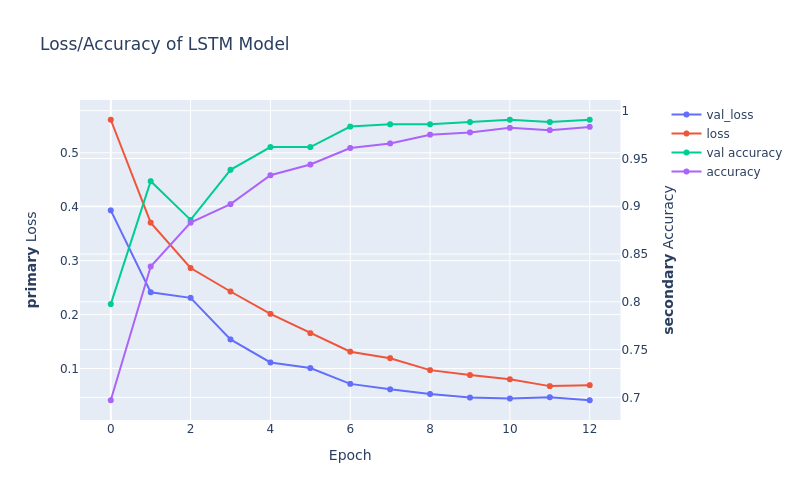 Loss/Accuracy of LSTM Model
val_loss
loss
val accuracy
accuracy
primary Loss
0.5
0.4
0.3
0.2
0.1
1
0.95
0.9
0.85
0.8
0.75
0.7
secondary Accuracy
0 2 4 6 8 10 12
Epoch